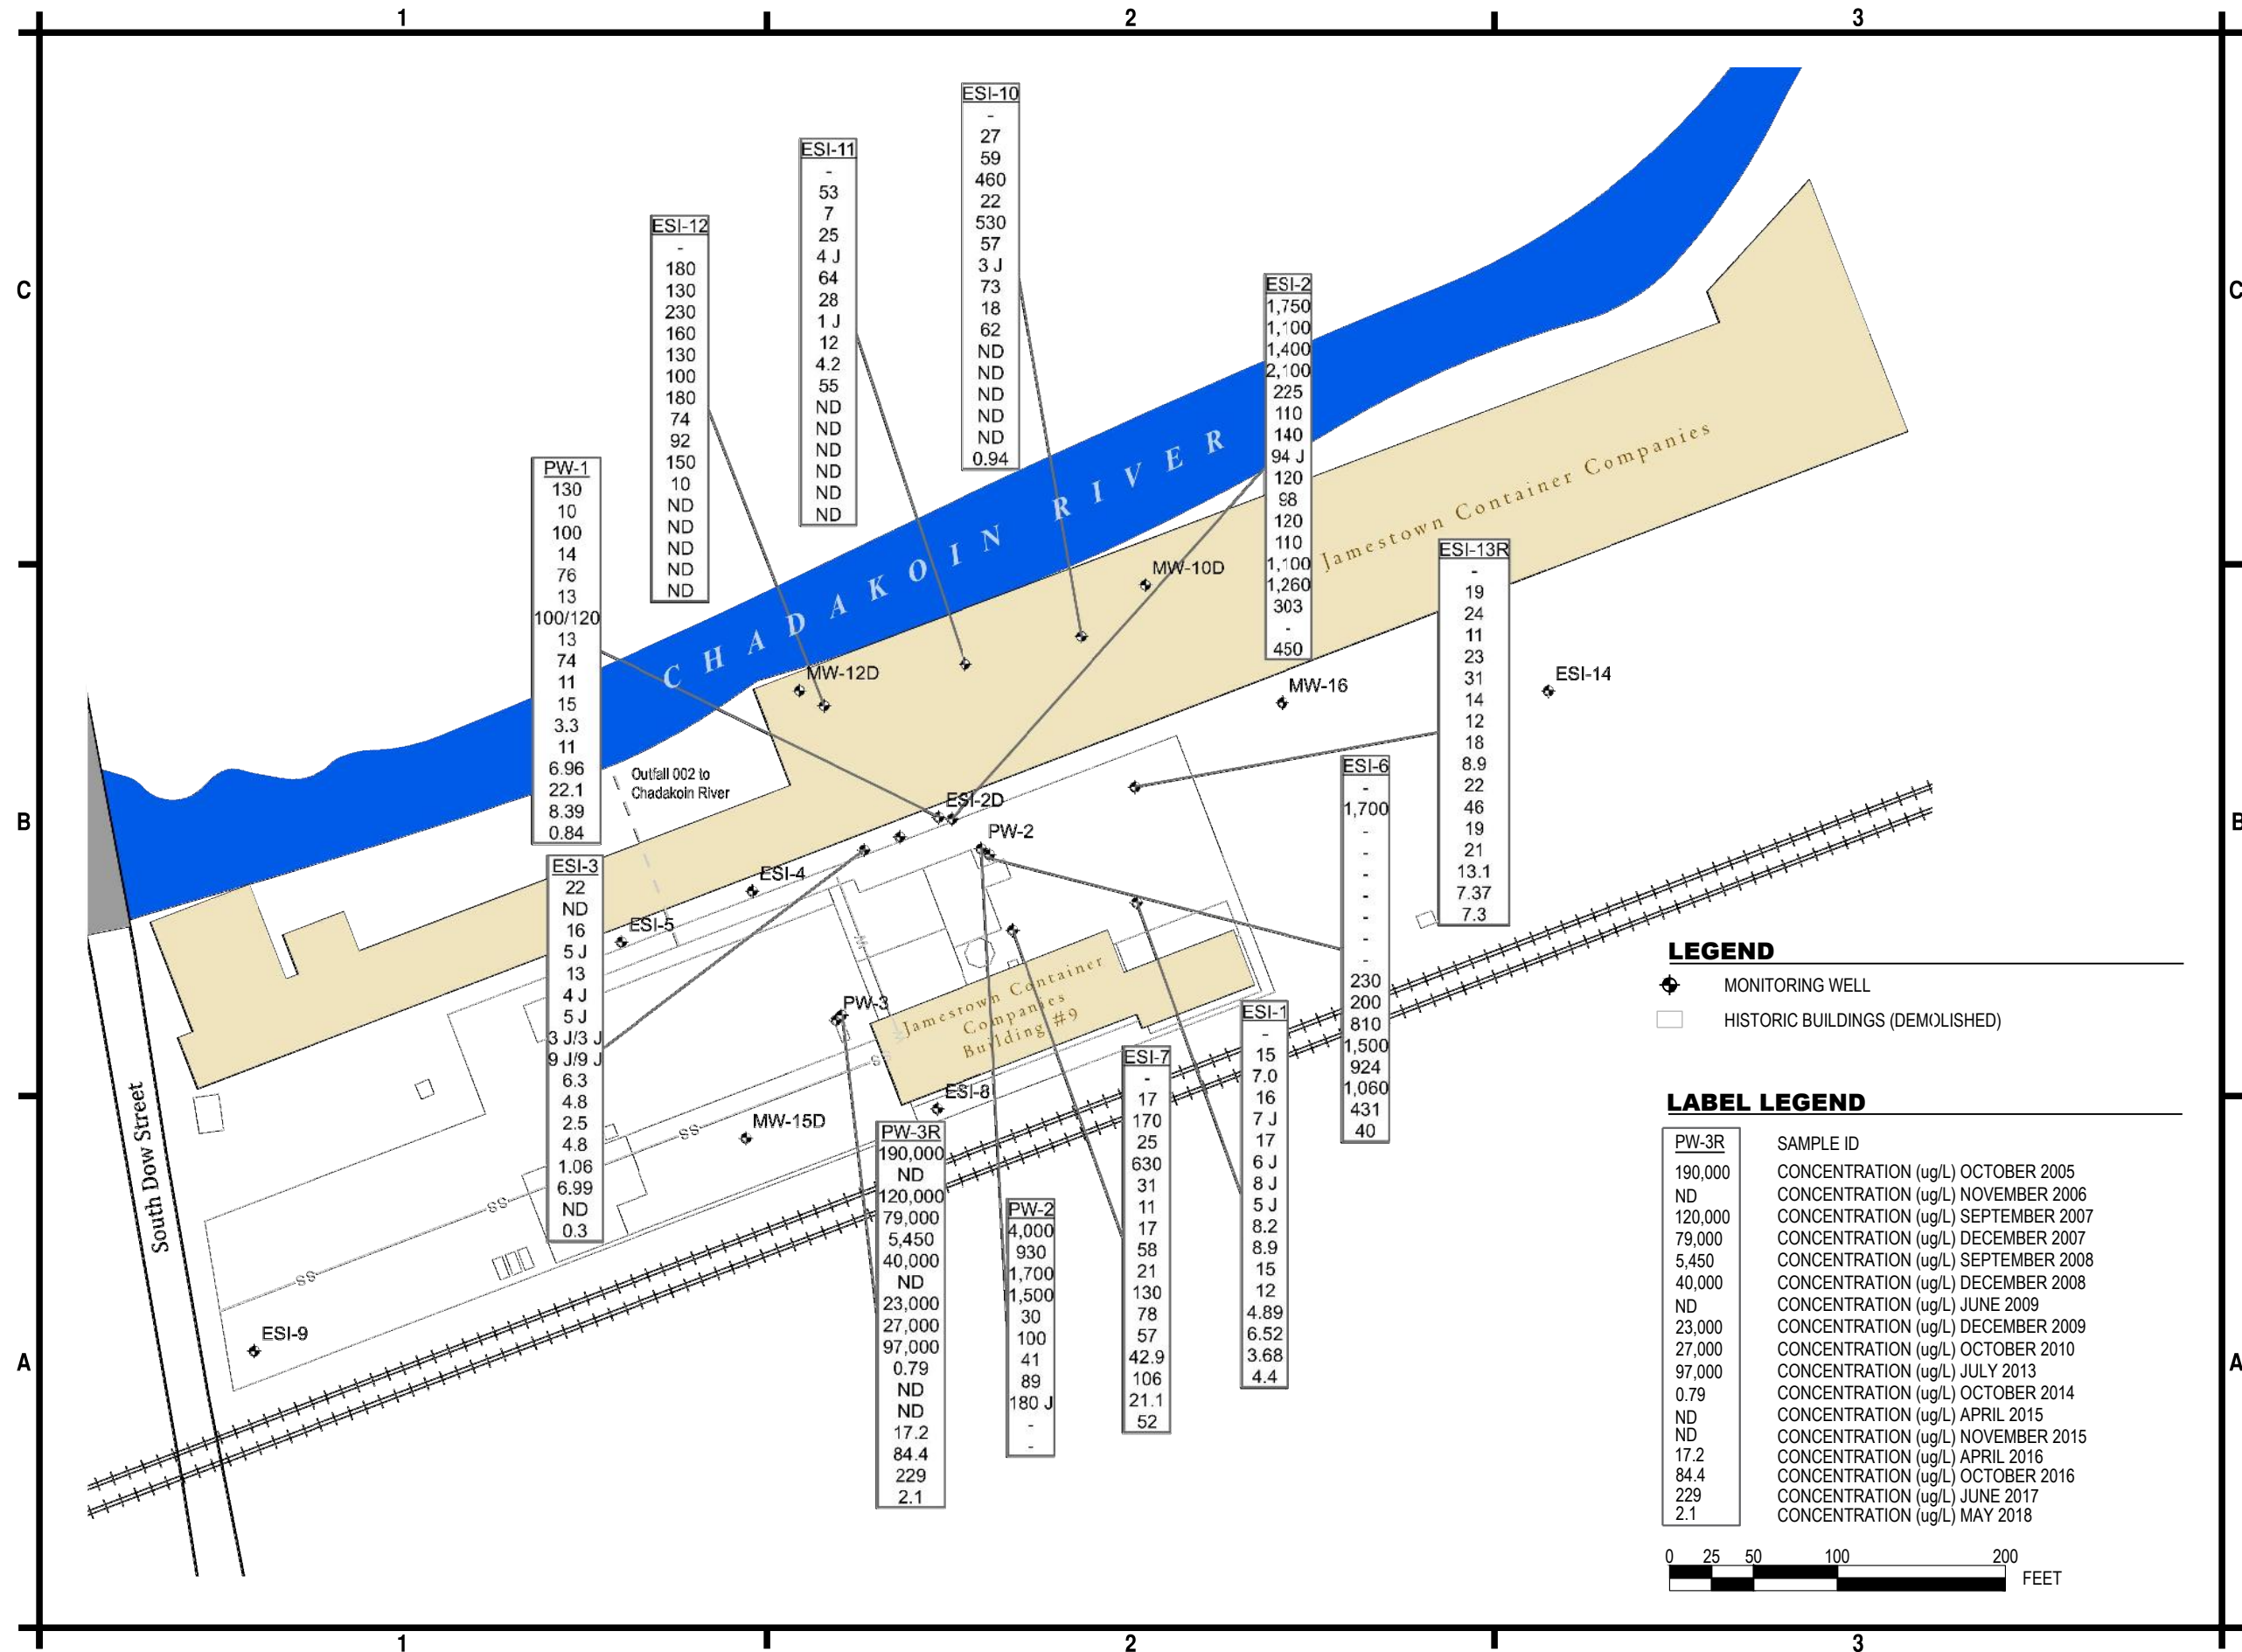 1
2
3
C
C
B
B
A
A
1
2
3
ESI-10
-
27
59
460
22
530
57
3 J
73
18
62
ND
ND
ND
ND
ND
0.94
ESI-11
-
53
7
25
4 J
64
28
1 J
12
4.2
55
ND
ND
ND
ND
ND
ND
ESI-12
-
180
130
230
160
130
100
180
74
92
150
10
ND
ND
ND
ND
ND
ESI-2
1,750
1,100
1,400
2,100
225
110
140
94 J
120
98
120
110
1,100
1,260
303
-
450
PW-1
130
10
100
14
76
13
100/120
13
74
11
15
3.3
11
6.96
22.1
8.39
0.84
ESI-13R
-
19
24
11
23
31
14
12
18
8.9
22
46
19
21
13.1
7.37
7.3
CHADAKOIN RIVER
Jamestown Container Companies
MW-10D
MW-12D
MW-16
ESI-14
Outfall 002 to
Chadakoin River
ESI-2D
PW-2
ESI-4
ESI-5
PW-3
Jamestown Container
Companies
Building #9
ESI-8
MW-15D
ESI-9
South Dow Street
SS
SS
SS
SS
ESI-6
-
1,700
-
-
-
-
-
-
-
230
200
810
1,500
924
1,060
431
40
ESI-3
22
ND
16
5 J
13
4 J
5 J
3 J/3 J
9 J/9 J
6.3
4.8
2.5
4.8
1.06
6.99
ND
0.3
ESI-1
-
15
7.0
16
7 J
17
6 J
8 J
5 J
8.2
8.9
15
12
4.89
6.52
3.68
4.4
ESI-7
-
17
170
25
630
31
11
17
58
21
130
78
57
42.9
106
21.1
52
PW-3R
190,000
ND
120,000
79,000
5,450
40,000
ND
23,000
27,000
97,000
0.79
ND
ND
17.2
84.4
229
2.1
PW-2
4,000
930
1,700
1,500
30
100
41
89
180 J
-
-
LEGEND
MONITORING WELL
HISTORIC BUILDINGS (DEMOLISHED)
LABEL LEGEND
PW-3R SAMPLE ID
190,000 CONCENTRATION (ug/L) OCTOBER 2005
ND CONCENTRATION (ug/L) NOVEMBER 2006
120,000 CONCENTRATION (ug/L) SEPTEMBER 2007
79,000 CONCENTRATION (ug/L) DECEMBER 2007
5,450 CONCENTRATION (ug/L) SEPTEMBER 2008
40,000 CONCENTRATION (ug/L) DECEMBER 2008
ND CONCENTRATION (ug/L) JUNE 2009
23,000 CONCENTRATION (ug/L) DECEMBER 2009
27,000 CONCENTRATION (ug/L) OCTOBER 2010
97,000 CONCENTRATION (ug/L) JULY 2013
0.79 CONCENTRATION (ug/L) OCTOBER 2014
ND CONCENTRATION (ug/L) APRIL 2015
ND CONCENTRATION (ug/L) NOVEMBER 2015
17.2 CONCENTRATION (ug/L) APRIL 2016
84.4 CONCENTRATION (ug/L) OCTOBER 2016
229 CONCENTRATION (ug/L) JUNE 2017
2.1 CONCENTRATION (ug/L) MAY 2018
0 25 50 100 200
FEET